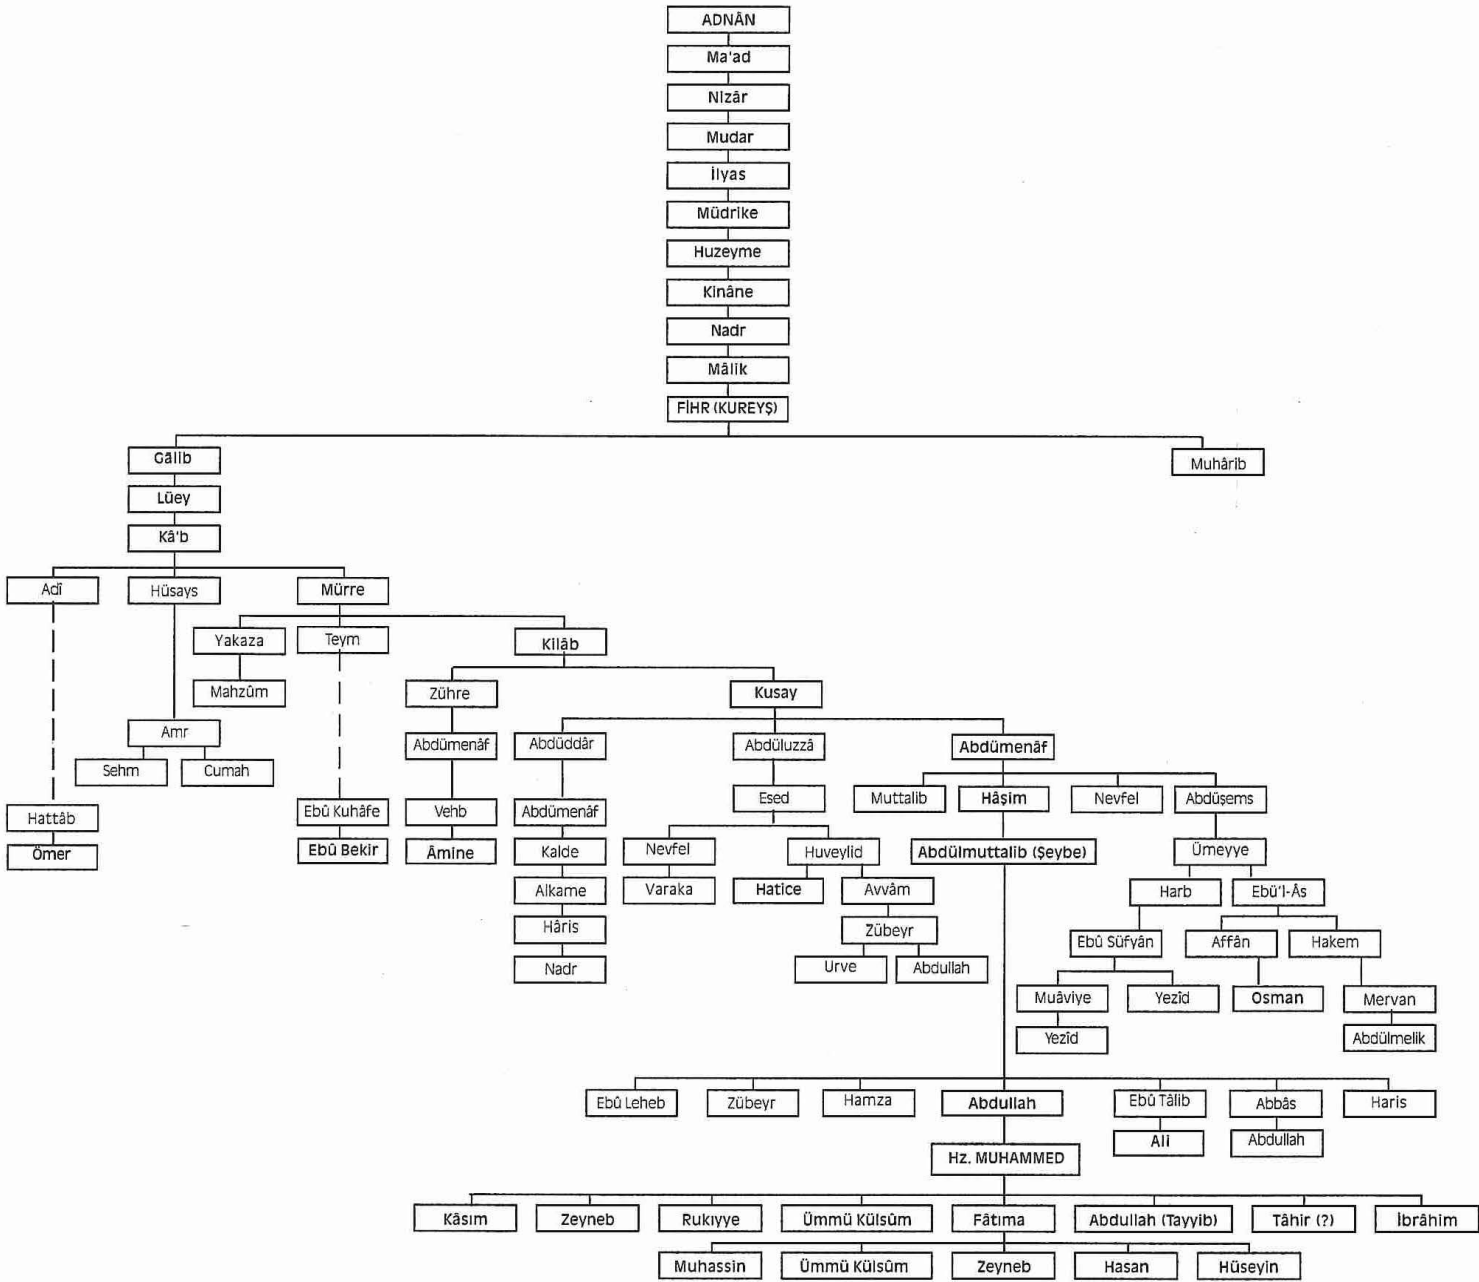 ADNÂN
Ma'ad
Nizâr
Mudar
İlyas
Müdrike
Huzeyme
Kinâne
Nadr
Mâlik
FİHR (KUREYŞ)
Gâlib
Muhârib
Lüey
Kâ'b
Adî
Hüsays
Mürre
Yakaza
Teym
Kilâb
Mahzûm
Zühre
Kusay
Amr
Abdümenâf
Abdüddâr
Abdüluzzâ
Abdümenâf
Sehm
Cumah
Esed
Muttalib
Hâşim
Nevfel
Abdüşems
Hattâb
Ebû Kuhâfe
Vehb
Abdümenâf
Ömer
Ebû Bekir
Âmine
Kalde
Nevfel
Huveylid
Abdülmuttalib (Şeybe)
Ümeyye
Alkame
Varaka
Hatice
Avvâm
Harb
Ebü'l-Âs
Hâris
Zübeyr
Ebû Süfyân
Affân
Hakem
Nadr
Urve
Abdullah
Muâviye
Yezîd
Osman
Mervan
Yezîd
Abdülmelik
Ebû Leheb
Zübeyr
Hamza
Abdullah
Ebû Tâlib
Abbâs
Haris
Ali
Abdullah
Hz. MUHAMMED
Kâsım
Zeyneb
Rukıyye
Ümmü Külsûm
Fâtıma
Abdullah (Tayyib)
Tâhir (?)
İbrâhim
Muhassin
Ümmü Külsûm
Zeyneb
Hasan
Hüseyin